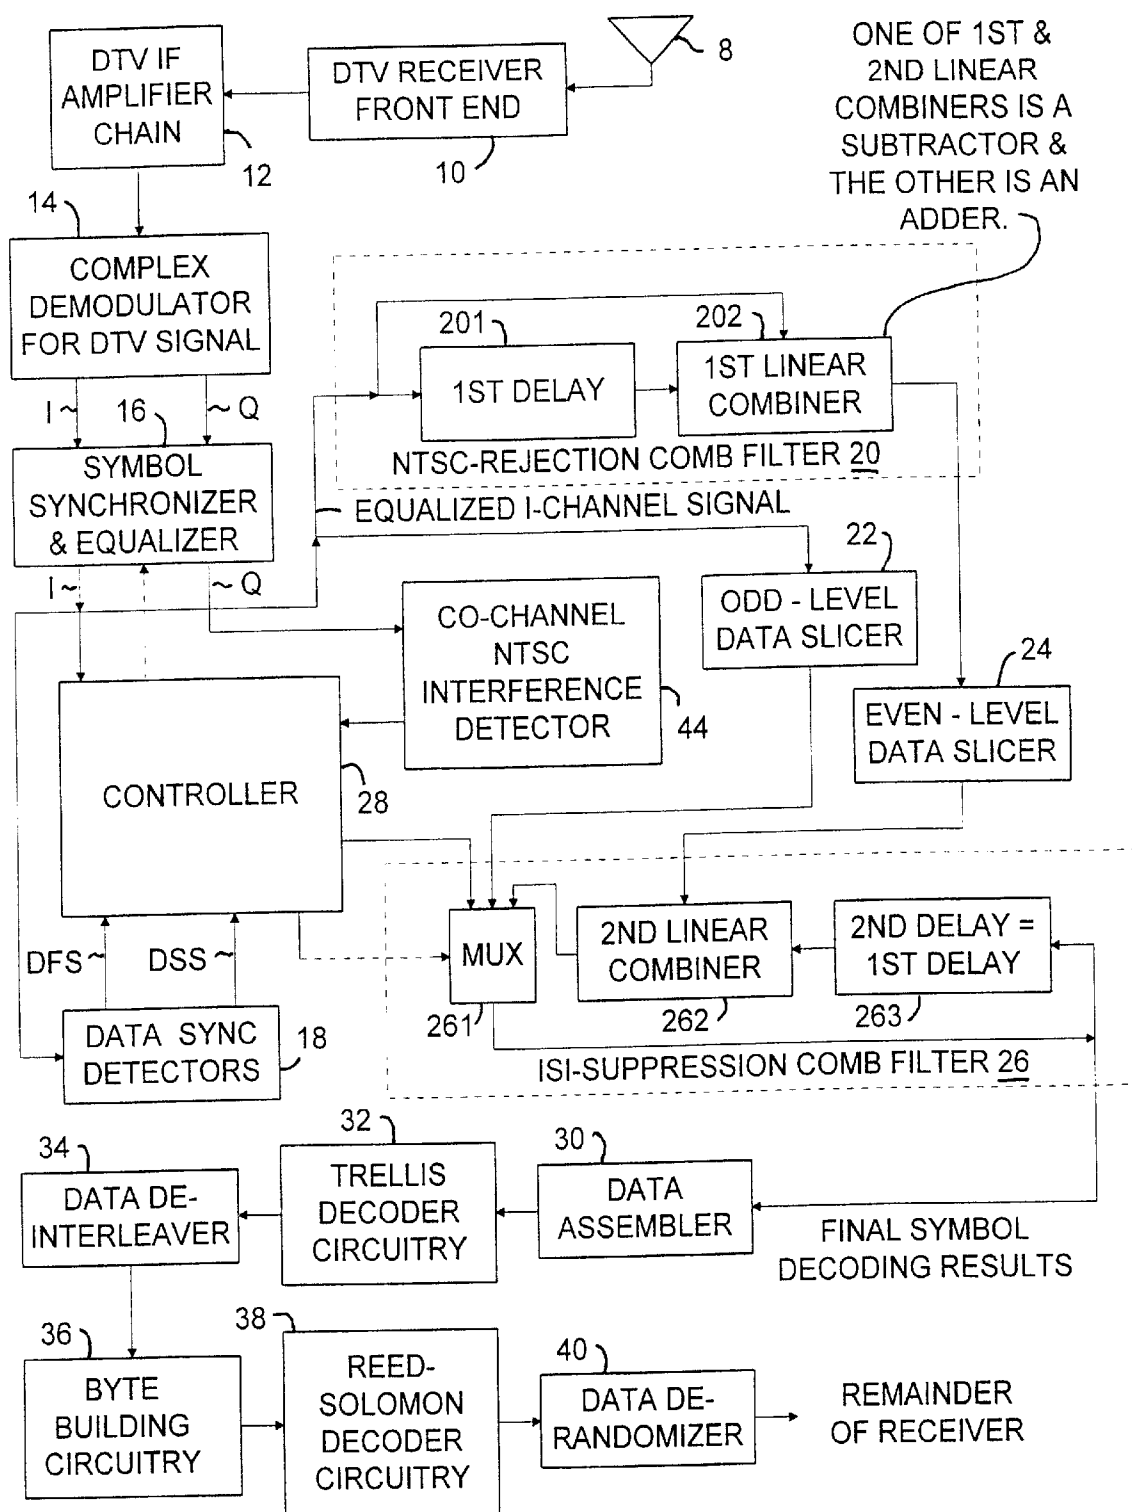 8
DTV IF
AMPLIFIER
CHAIN
12
DTV RECEIVER
FRONT END
10
ONE OF 1ST &
2ND LINEAR
COMBINERS IS A
SUBTRACTOR &
THE OTHER IS AN
ADDER.
14
COMPLEX
DEMODULATOR
FOR DTV SIGNAL
I ~
~ Q
16
SYMBOL
SYNCHRONIZER
& EQUALIZER
I ~
~ Q
201
1ST DELAY
202
1ST LINEAR
COMBINER
NTSC-REJECTION COMB FILTER 20
EQUALIZED I-CHANNEL SIGNAL
22
ODD - LEVEL
DATA SLICER
24
EVEN - LEVEL
DATA SLICER
CO-CHANNEL
NTSC
INTERFERENCE
DETECTOR
44
CONTROLLER
28
DFS ~
DSS ~
DATA SYNC
DETECTORS
18
MUX
261
2ND LINEAR
COMBINER
262
2ND DELAY =
1ST DELAY
263
ISI-SUPPRESSION COMB FILTER 26
34
DATA DE-
INTERLEAVER
32
TRELLIS
DECODER
CIRCUITRY
30
DATA
ASSEMBLER
FINAL SYMBOL
DECODING RESULTS
36
BYTE
BUILDING
CIRCUITRY
38
REED-
SOLOMON
DECODER
CIRCUITRY
40
DATA DE-
RANDOMIZER
REMAINDER
OF RECEIVER